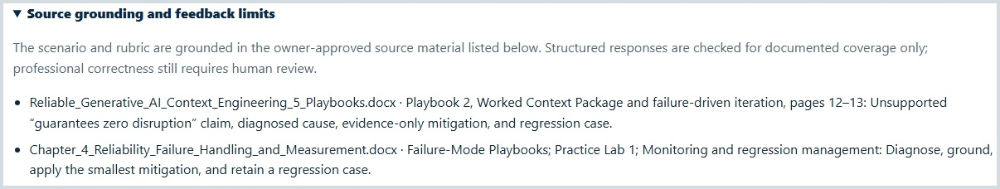 ▼ Source grounding and feedback limits
The scenario and rubric are grounded in the owner-approved source material listed below. Structured responses are checked for documented coverage only;
professional correctness still requires human review.
• Reliable_Generative_AI_Context_Engineering_5_Playbooks.docx · Playbook 2, Worked Context Package and failure-driven iteration, pages 12–13: Unsupported
“guarantees zero disruption” claim, diagnosed cause, evidence-only mitigation, and regression case.
• Chapter_4_Reliability_Failure_Handling_and_Measurement.docx · Failure-Mode Playbooks; Practice Lab 1; Monitoring and regression management: Diagnose, ground,
apply the smallest mitigation, and retain a regression case.